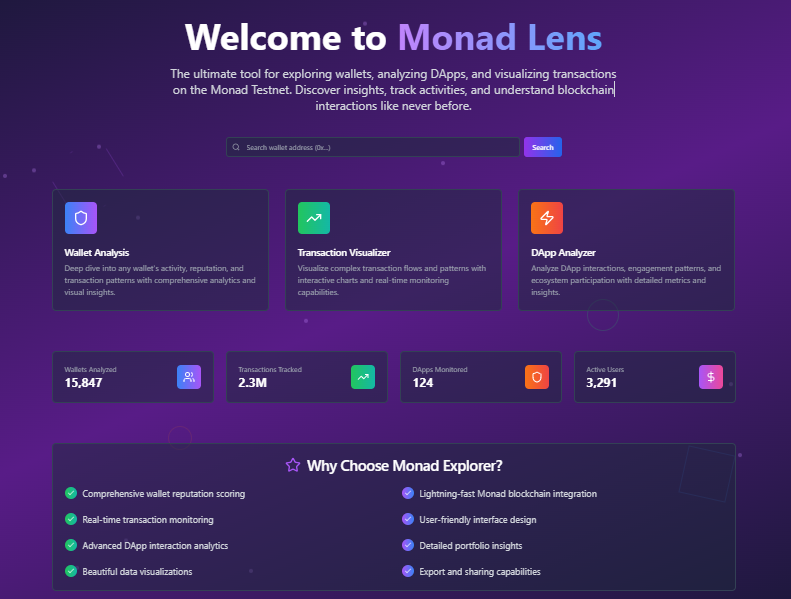 Welcome to Monad Lens
The ultimate tool for exploring wallets, analyzing DApps, and visualizing transactions
on the Monad Testnet. Discover insights, track activities, and understand blockchain
interactions like never before.
Search wallet address (0x...)
Search
Wallet Analysis
Deep dive into any wallet's activity, reputation, and
transaction patterns with comprehensive analytics and
visual insights.
Transaction Visualizer
Visualize complex transaction flows and patterns with
interactive charts and real-time monitoring
capabilities.
DApp Analyzer
Analyze DApp interactions, engagement patterns, and
ecosystem participation with detailed metrics and
insights.
Wallets Analyzed
15,847
Transactions Tracked
2.3M
DApps Monitored
124
Active Users
3,291
Why Choose Monad Explorer?
Comprehensive wallet reputation scoring
Real-time transaction monitoring
Advanced DApp interaction analytics
Beautiful data visualizations
Lightning-fast Monad blockchain integration
User-friendly interface design
Detailed portfolio insights
Export and sharing capabilities